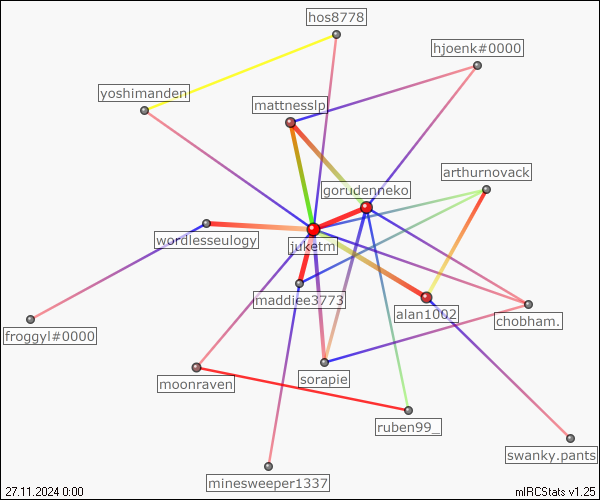 hos8778
hjoenk#0000
yoshimanden
mattnesslp
arthurnovack
gorudenneko
wordlesseulogy
juketm
maddiee3773
alan1002
chobham.
froggyl#0000
moonraven
sorapie
ruben99_
swanky.pants
minesweeper1337
27.11.2024 0:00
mIRCStats v1.25